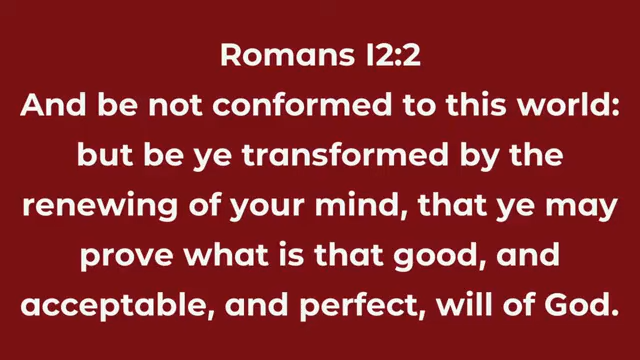 Romans 12:2
And be not conformed to this world:
but be ye transformed by the
renewing of your mind, that ye may
prove what is that good, and
acceptable, and perfect, will of God.